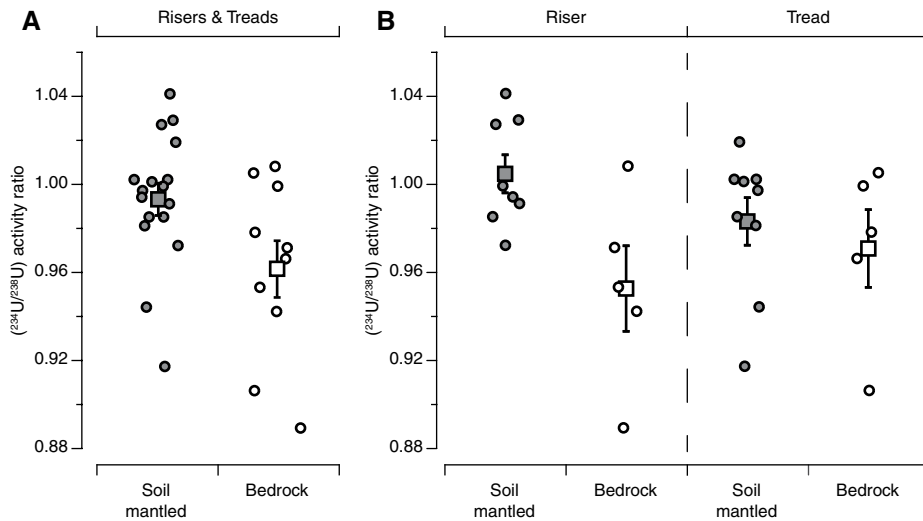 A
Risers & Treads
(²³⁴U/²³⁸U) activity ratio
1.04
1.00
0.96
0.92
0.88
Soil
mantled
Bedrock
B
Riser
Tread
(²³⁴U/²³⁸U) activity ratio
1.04
1.00
0.96
0.92
0.88
Soil
mantled
Bedrock
Soil
mantled
Bedrock